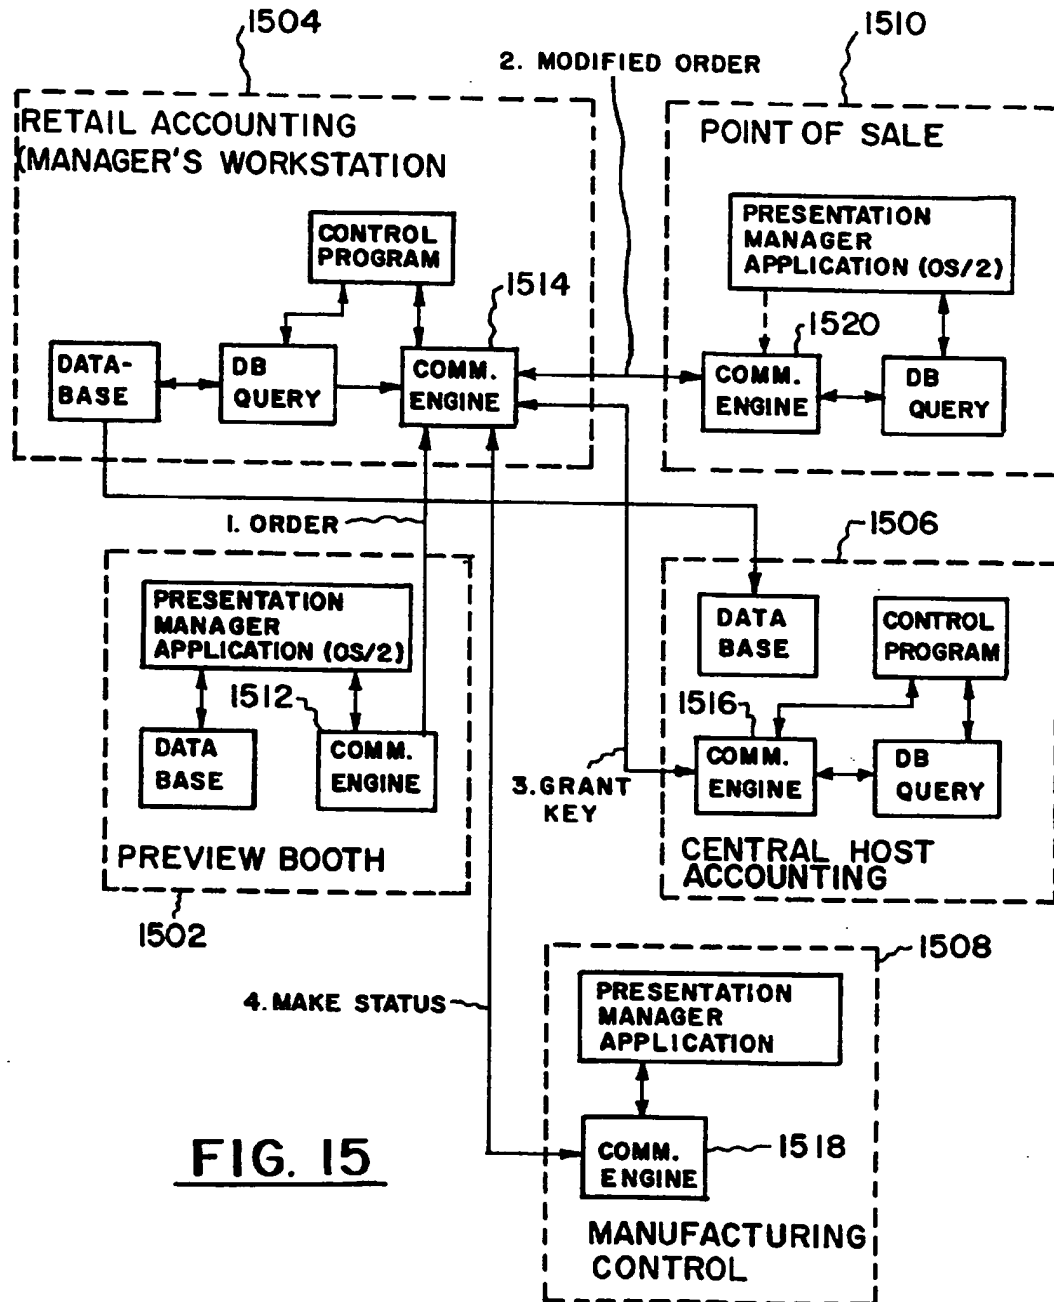 1504
1510
2. MODIFIED ORDER
RETAIL ACCOUNTING
(MANAGER'S WORKSTATION
CONTROL
PROGRAM
1514
DATA-
BASE
DB
QUERY
COMM.
ENGINE
POINT OF SALE
PRESENTATION
MANAGER
APPLICATION (OS/2)
1520
COMM.
ENGINE
DB
QUERY
1. ORDER
1506
PRESENTATION
MANAGER
APPLICATION (OS/2)
1512
DATA
BASE
COMM.
ENGINE
PREVIEW BOOTH
1502
DATA
BASE
CONTROL
PROGRAM
1516
COMM.
ENGINE
DB
QUERY
3. GRANT
KEY
CENTRAL HOST
ACCOUNTING
1508
4. MAKE STATUS
PRESENTATION
MANAGER
APPLICATION
COMM.
ENGINE
1518
MANUFACTURING
CONTROL
FIG. 15